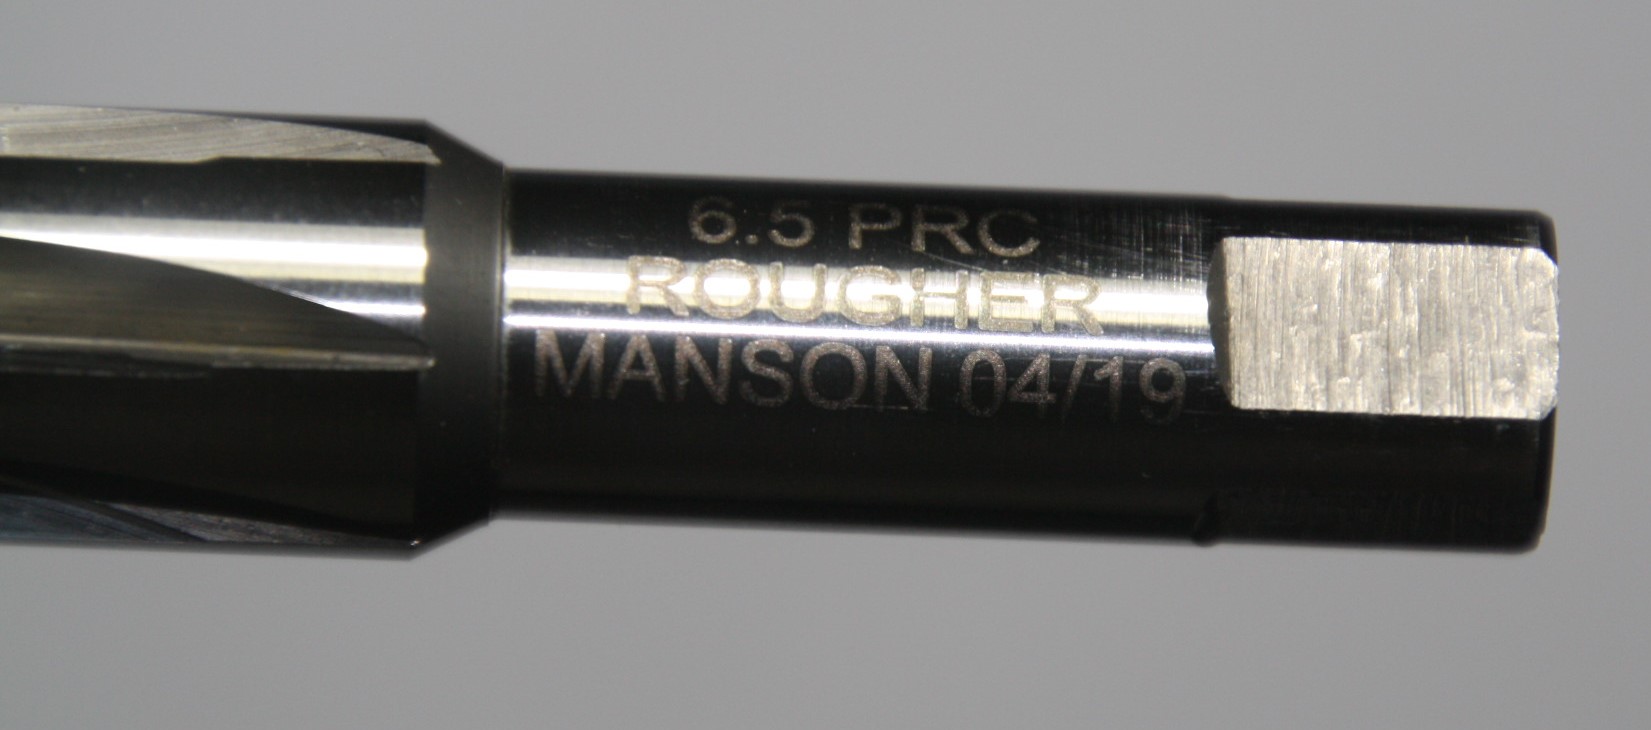 6.5 PRC
ROUGHER
MANSON 04/19